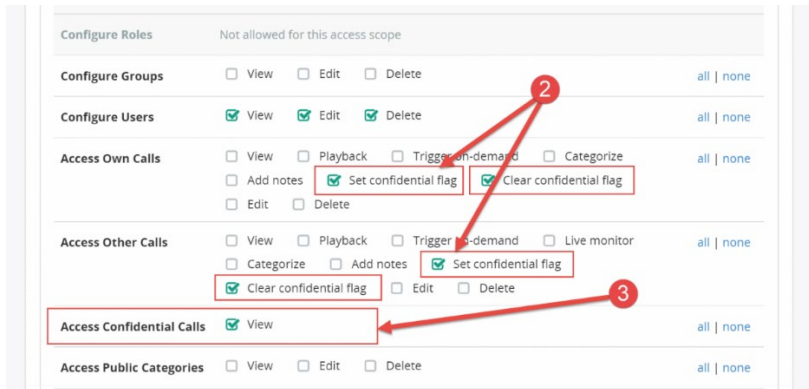 Configure Roles Not allowed for this access scope
Configure Groups View Edit Delete all | none
2
Configure Users View Edit Delete all | none
Access Own Calls View Playback Trigger on-demand Categorize all | none
Add notes Set confidential flag Clear confidential flag
Edit Delete
Access Other Calls View Playback Trigger on-demand Live monitor all | none
Categorize Add notes Set confidential flag
Clear confidential flag Edit Delete
3
Access Confidential Calls View all | none
Access Public Categories View Edit Delete all | none